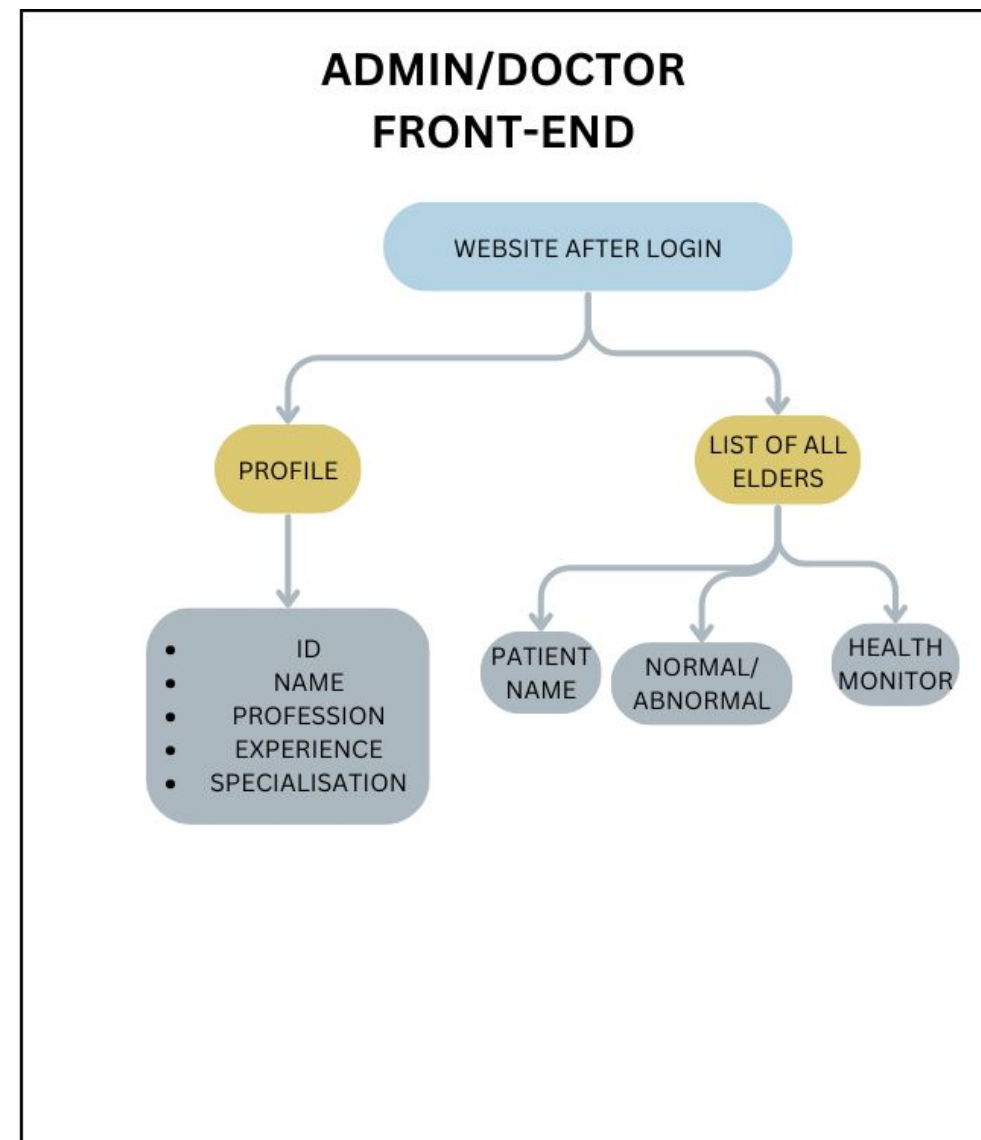 ADMIN/DOCTOR
FRONT-END
WEBSITE AFTER LOGIN
PROFILE
LIST OF ALL
ELDERS
• ID
• NAME
• PROFESSION
• EXPERIENCE
• SPECIALISATION
PATIENT
NAME
NORMAL/
ABNORMAL
HEALTH
MONITOR